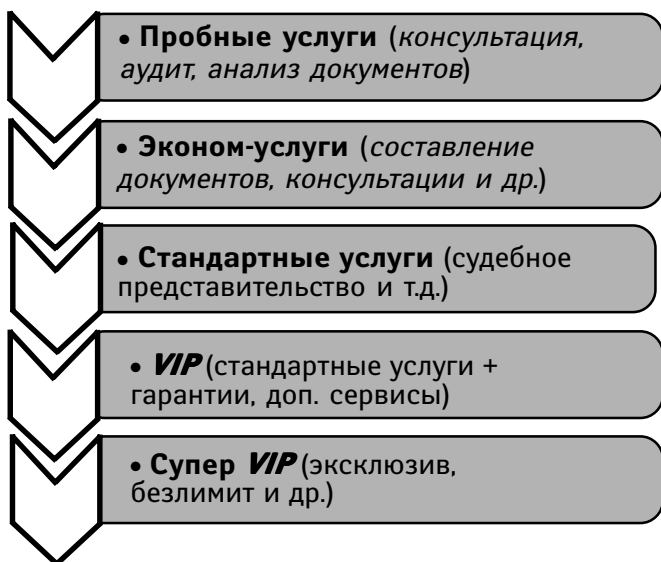 • Пробные услуги (консультация,
аудит, анализ документов)
• Эконом-услуги (составление
документов, консультации и др.)
• Стандартные услуги (судебное
представительство и т.д.)
• VIP (стандартные услуги +
гарантии, доп. сервисы)
• Супер VIP (эксклюзив,
безлимит и др.)